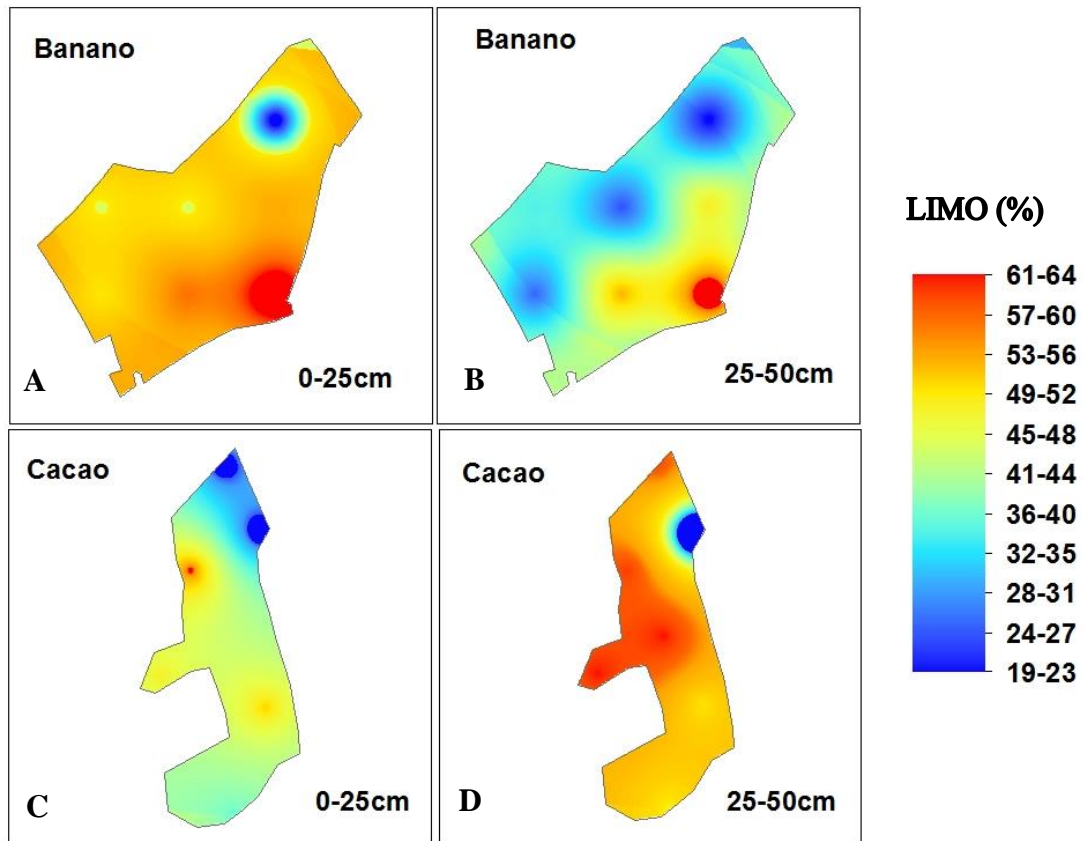 Banano
A
0-25cm
Banano
B
25-50cm
Cacao
C
0-25cm
Cacao
D
25-50cm
LIMO (%)
61-64
57-60
53-56
49-52
45-48
41-44
36-40
32-35
28-31
24-27
19-23